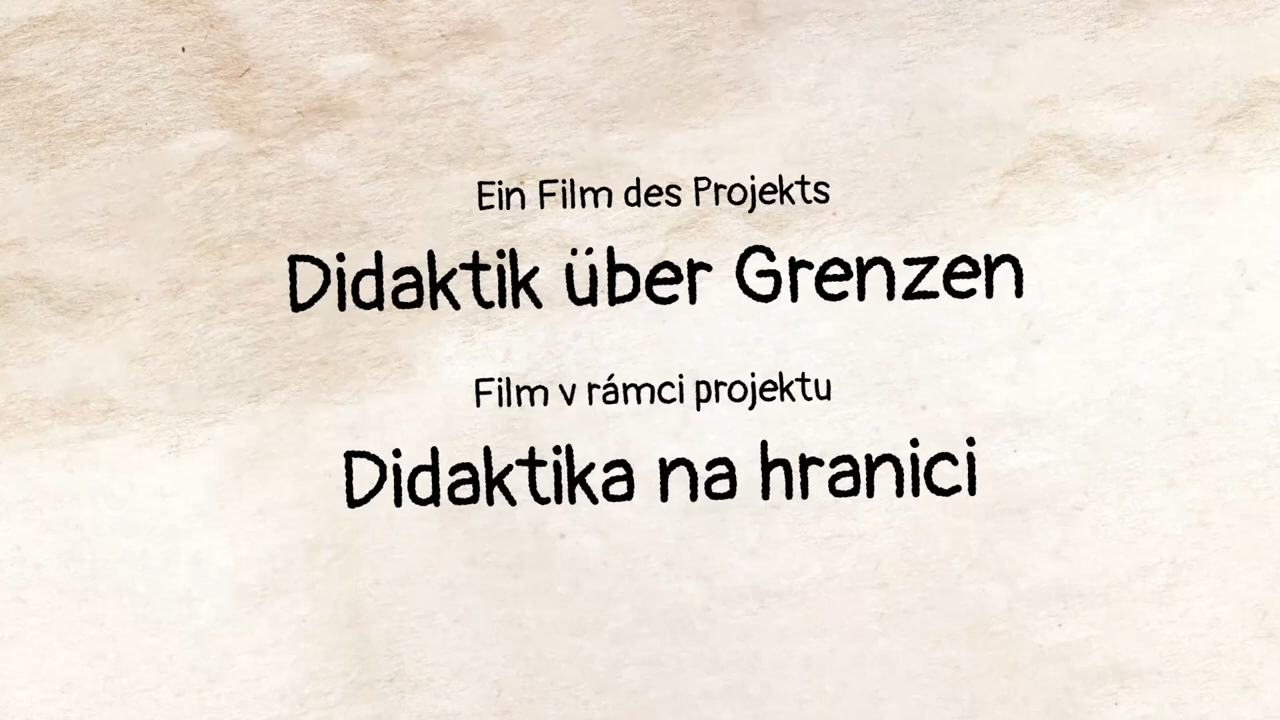 Ein Film des Projekts
Didaktik über Grenzen
Film v rámci projektu
Didaktika na hranici